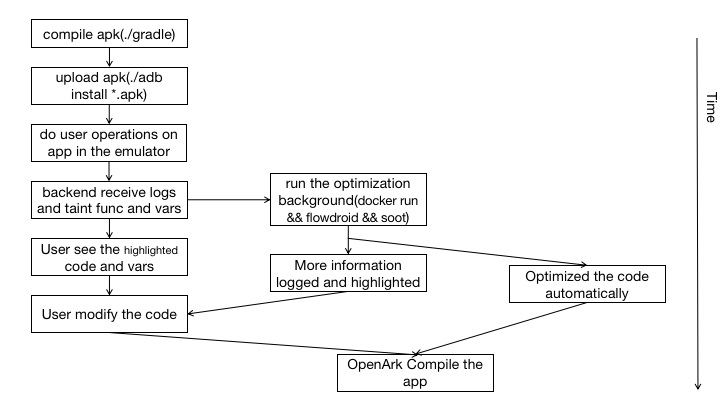 compile apk(./gradle)
upload apk(./adb
install *.apk)
do user operations on
app in the emulator
backend receive logs
and taint func and vars
run the optimization
background(docker run
&& flowdroid && soot)
User see the highlighted
code and vars
More information
logged and highlighted
Optimized the code
automatically
User modify the code
OpenArk Compile the
app
Time